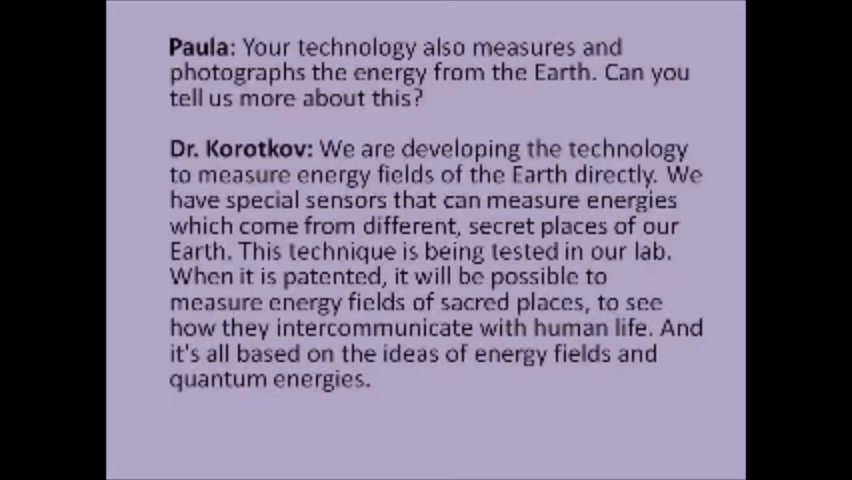 Paula: Your technology also measures and
photographs the energy from the Earth. Can you
tell us more about this?
Dr. Korotkov: We are developing the technology
to measure energy fields of the Earth directly. We
have special sensors that can measure energies
which come from different, secret places of our
Earth. This technique is being tested in our lab.
When it is patented, it will be possible to
measure energy fields of sacred places, to see
how they intercommunicate with human life. And
it's all based on the ideas of energy fields and
quantum energies.